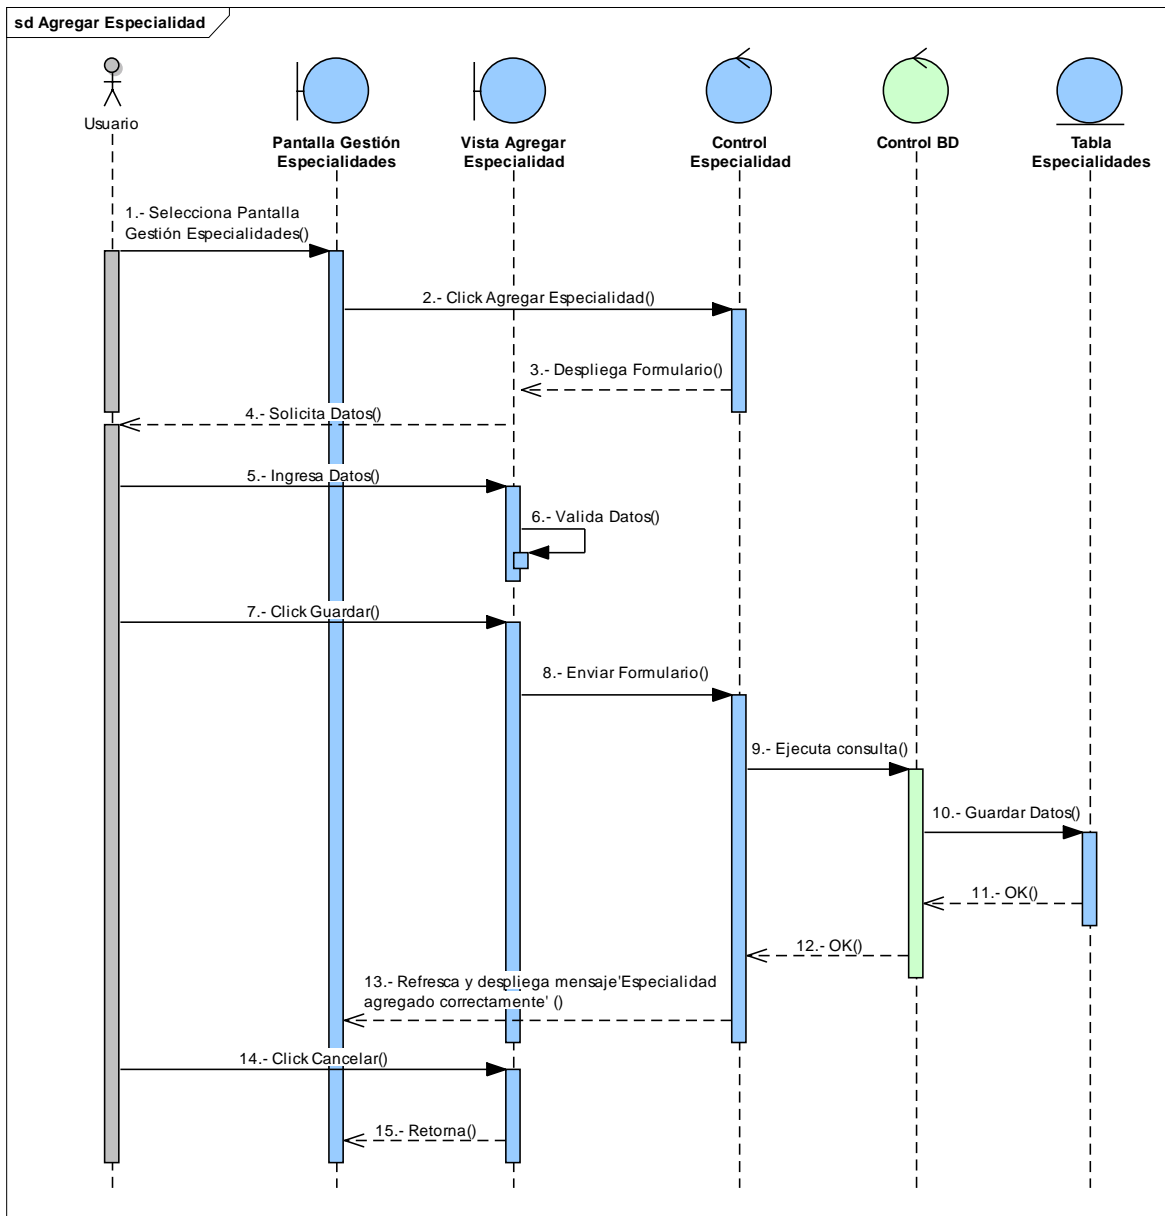 sd Agregar Especialidad
Usuario
Pantalla Gestión
Especialidades
Vista Agregar
Especialidad
Control
Especialidad
Control BD
Tabla
Especialidades
1.- Selecciona Pantalla
Gestión Especialidades()
2.- Click Agregar Especialidad()
3.- Despliega Formulario()
4.- Solicita Datos()
5.- Ingresa Datos()
6.- Valida Datos()
7.- Click Guardar()
8.- Enviar Formulario()
9.- Ejecuta consulta()
10.- Guardar Datos()
11.- OK()
12.- OK()
13.- Refresca y despliega mensaje'Especialidad
agregado correctamente' ()
14.- Click Cancelar()
15.- Retorna()